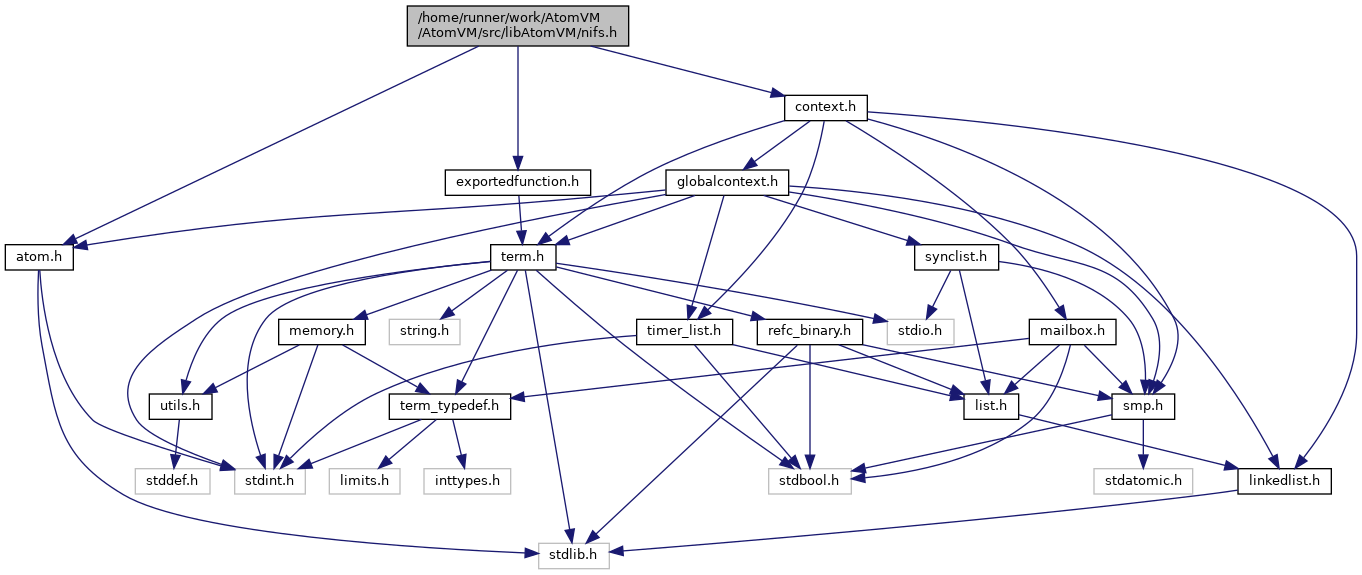 /home/runner/work/AtomVM
/AtomVM/src/libAtomVM/nifs.h
context.h
exportedfunction.h
globalcontext.h
atom.h
term.h
synclist.h
memory.h
string.h
timer_list.h
refc_binary.h
stdio.h
mailbox.h
utils.h
term_typedef.h
list.h
smp.h
stddef.h
stdint.h
limits.h
inttypes.h
stdbool.h
stdatomic.h
linkedlist.h
stdlib.h